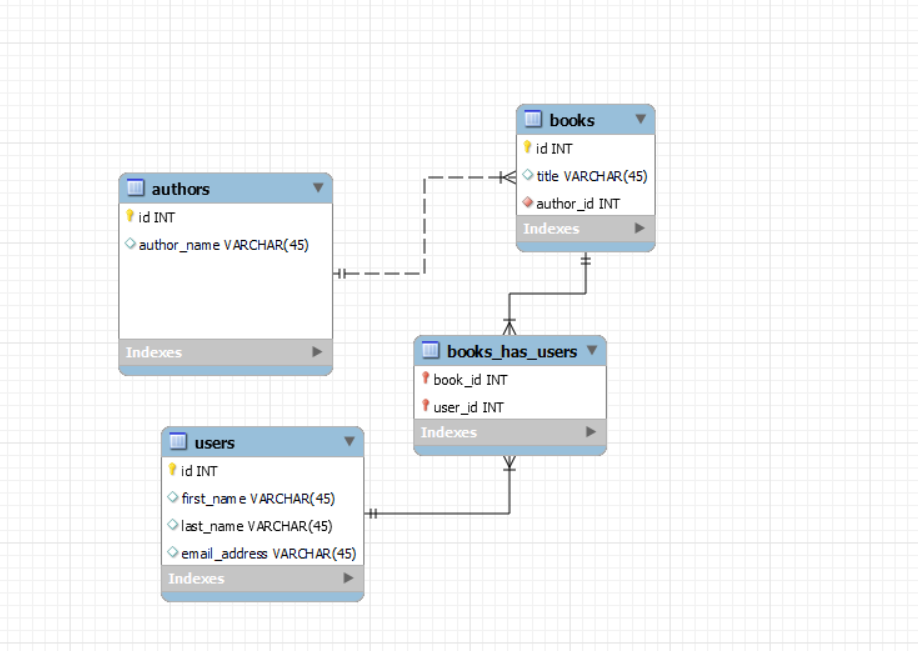 books
id INT
title VARCHAR(45)
author_id INT
Indexes
authors
id INT
author_name VARCHAR(45)
Indexes
books_has_users
book_id INT
user_id INT
Indexes
users
id INT
first_name VARCHAR(45)
last_name VARCHAR(45)
email_address VARCHAR(45)
Indexes